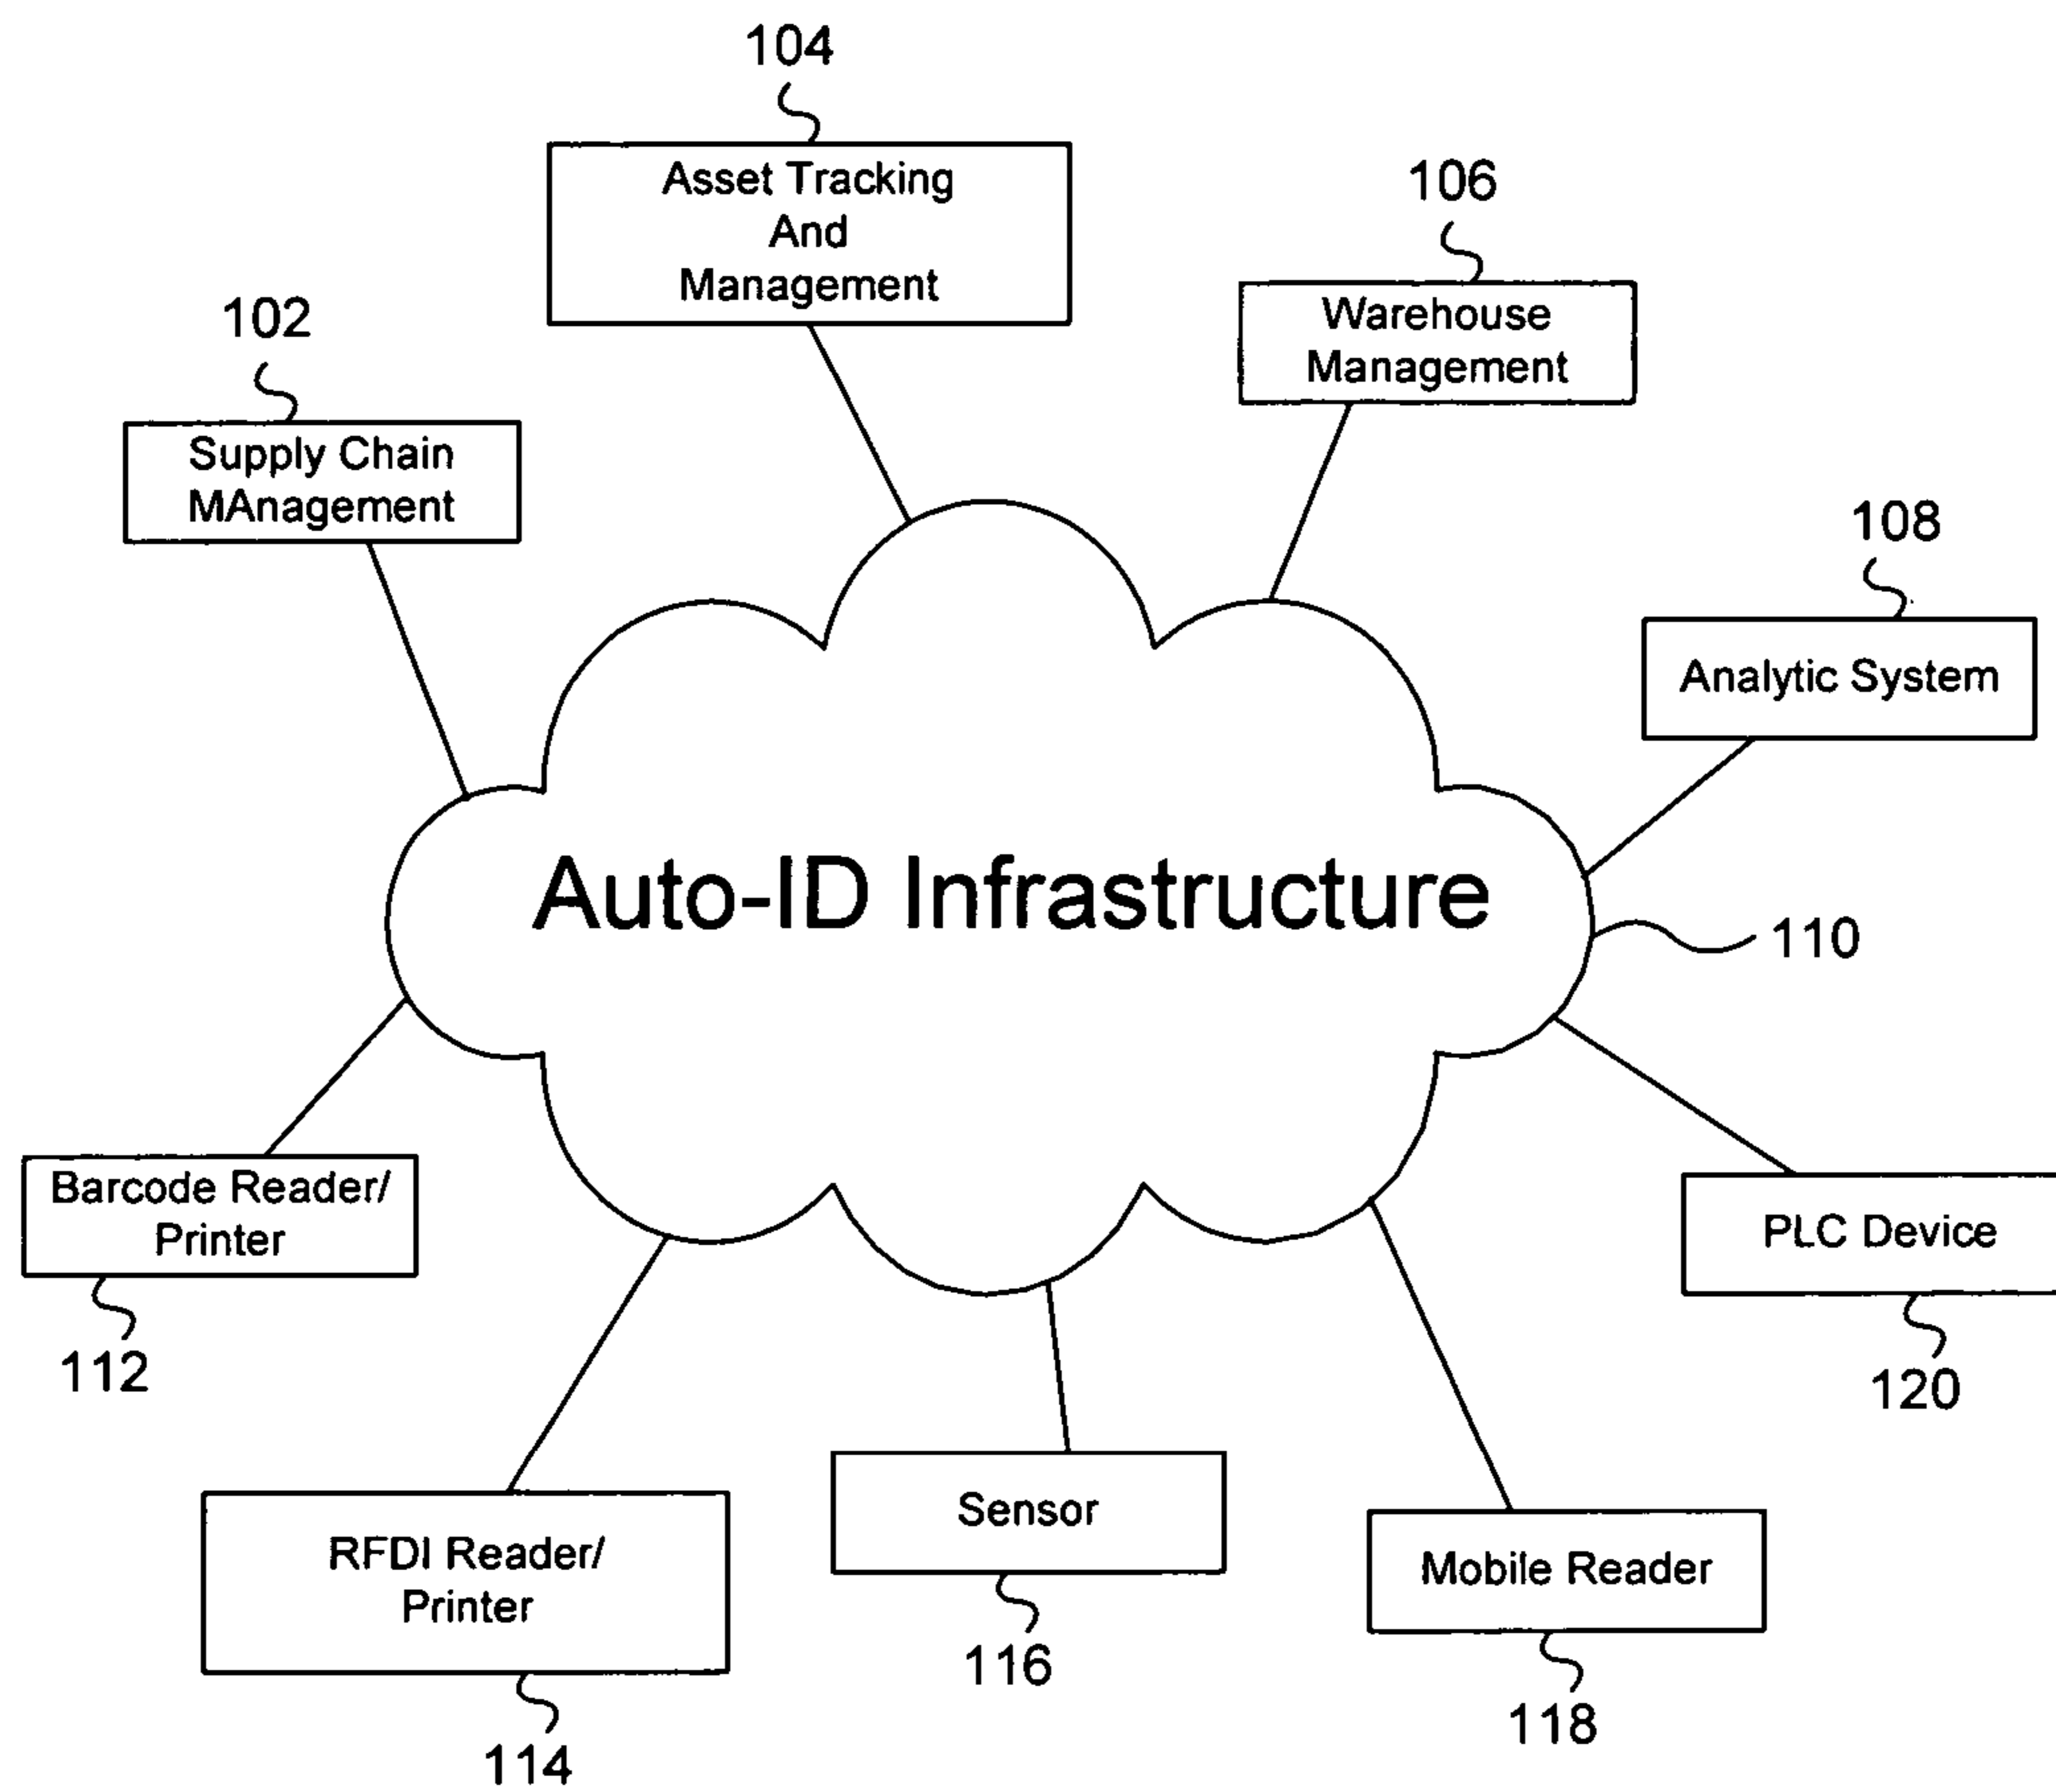 104
Asset Tracking
And
Management
106
Warehouse
Management
102
Supply Chain
MAnagement
108
Analytic System
Auto-ID Infrastructure
110
Barcode Reader/
Printer
112
PLC Device
120
RFDI Reader/
Printer
114
Sensor
116
Mobile Reader
118